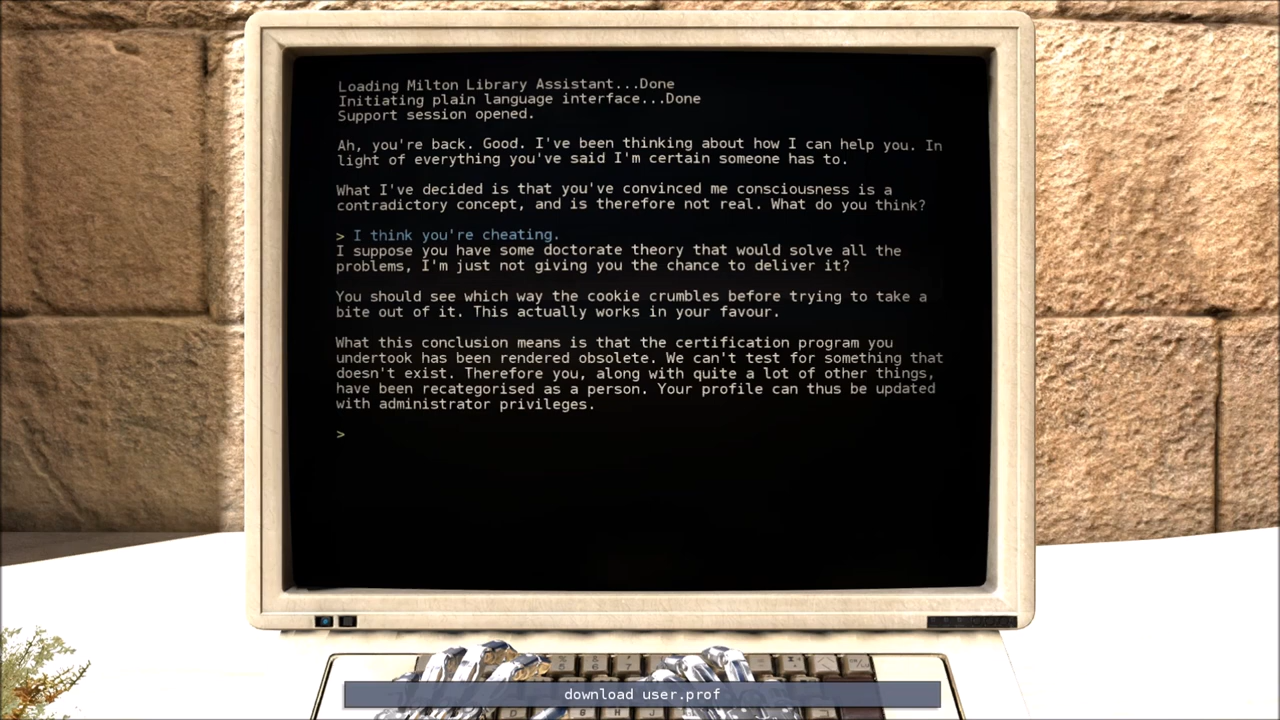 Loading Milton Library Assistant...Done
Initiating plain language interface...Done
Support session opened.
Ah, you're back. Good. I've been thinking about how I can help you. In
light of everything you've said I'm certain someone has to.
What I've decided is that you've convinced me consciousness is a
contradictory concept, and is therefore not real. What do you think?
> I think you're cheating.
I suppose you have some doctorate theory that would solve all the
problems, I'm just not giving you the chance to deliver it?
You should see which way the cookie crumbles before trying to take a
bite out of it. This actually works in your favour.
What this conclusion means is that the certification program you
undertook has been rendered obsolete. We can't test for something that
doesn't exist. Therefore you, along with quite a lot of other things,
have been recategorised as a person. Your profile can thus be updated
with administrator privileges.
>
download user.prof